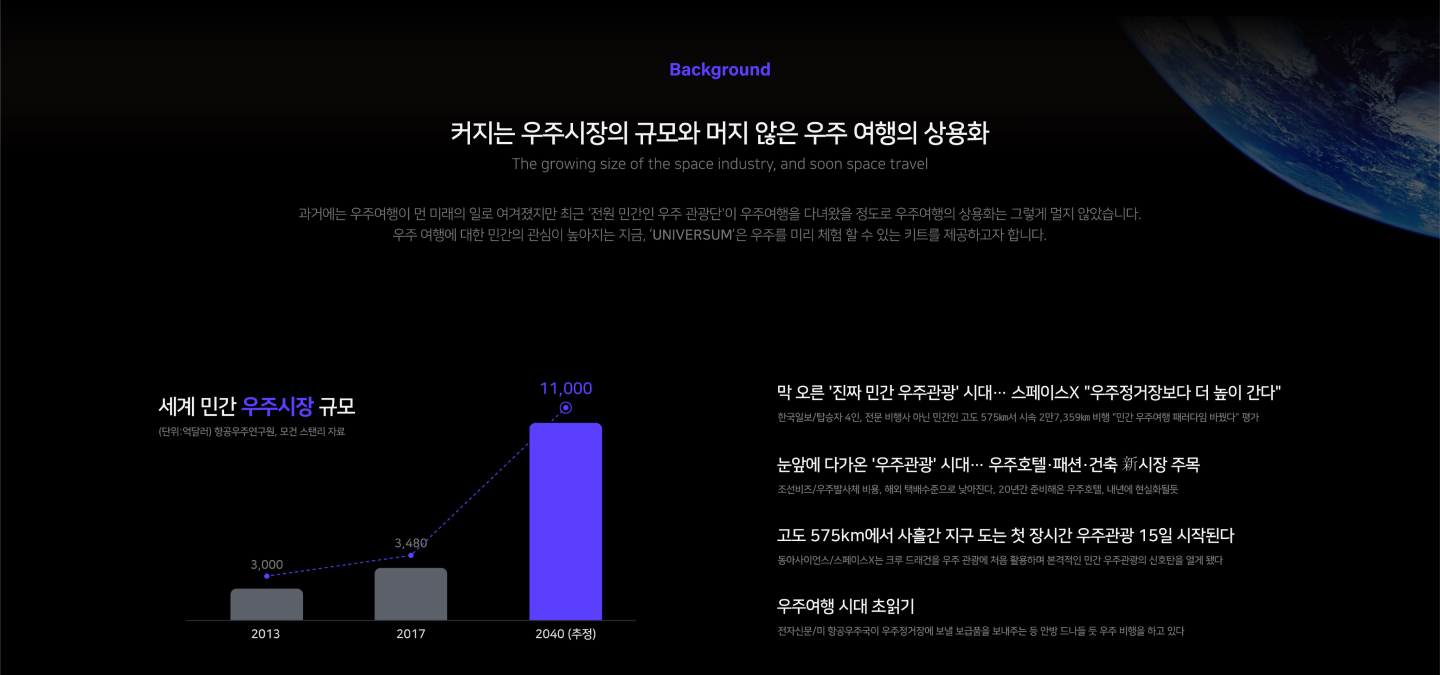 Background
커지는 우주시장의 규모와 머지 않은 우주 여행의 상용화
The growing size of the space industry, and soon space travel
과거에는 우주여행이 먼 미래의 일로 여겨졌지만 최근 '전원 민간인 우주 관광단'이 우주여행을 다녀왔을 정도로 우주여행의 상용화는 그렇게 멀지 않았습니다.
우주 여행에 대한 민간의 관심이 높아지는 지금, 'UNIVERSUM'은 우주를 미리 체험 할 수 있는 키트를 제공하고자 합니다.
세계 민간 우주시장 규모
(단위:억달러) 항공우주연구원, 모건 스탠리 자료
11,000
3,480
3,000
2013
2017
2040 (추정)
막 오른 '진짜 민간 우주관광' 시대… 스페이스X "우주정거장보다 더 높이 간다"
한국일보/탑승자 4인, 전문 비행사 아닌 민간인 고도 575㎞서 시속 2만7,359㎞ 비행 "민간 우주여행 패러다임 바꿨다" 평가
눈앞에 다가온 '우주관광' 시대… 우주호텔·패션·건축 新시장 주목
조선비즈/우주발사체 비용, 해외 택배수준으로 낮아진다, 20년간 준비해온 우주호텔, 내년에 현실화될듯
고도 575km에서 사흘간 지구 도는 첫 장시간 우주관광 15일 시작된다
동아사이언스/스페이스X는 크루 드래건을 우주 관광에 처음 활용하며 본격적인 민간 우주관광의 신호탄을 열게 됐다
우주여행 시대 초읽기
전자신문/미 항공우주국이 우주정거장에 보낼 보급품을 보내주는 등 안방 드나들 듯 우주 비행을 하고 있다